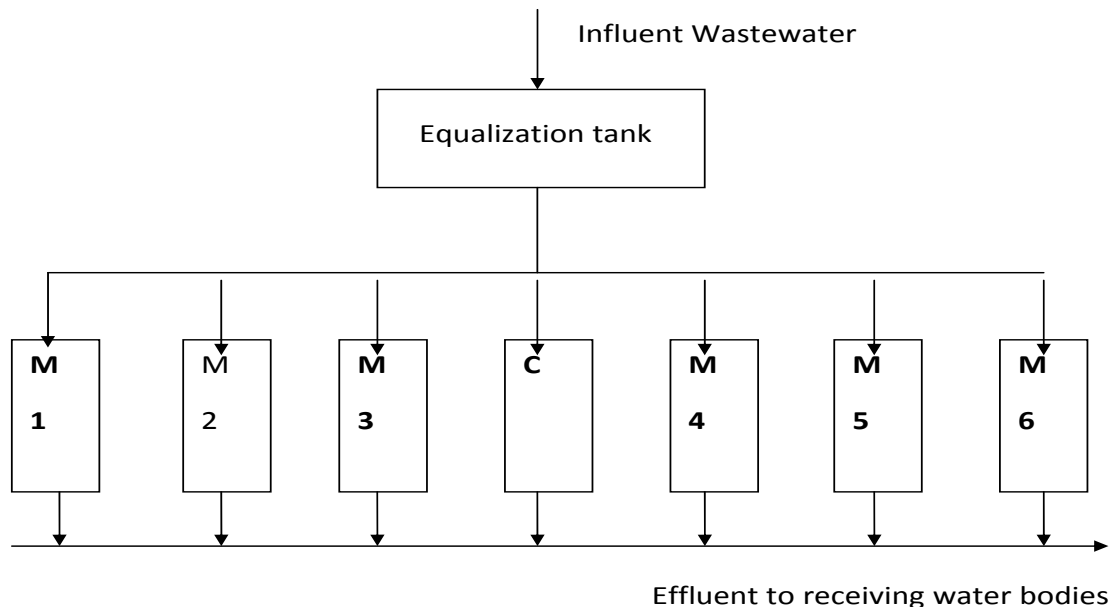 Influent Wastewater
Equalization tank
M M M C M M M
1 2 3 4 5 6
Effluent to receiving water bodies